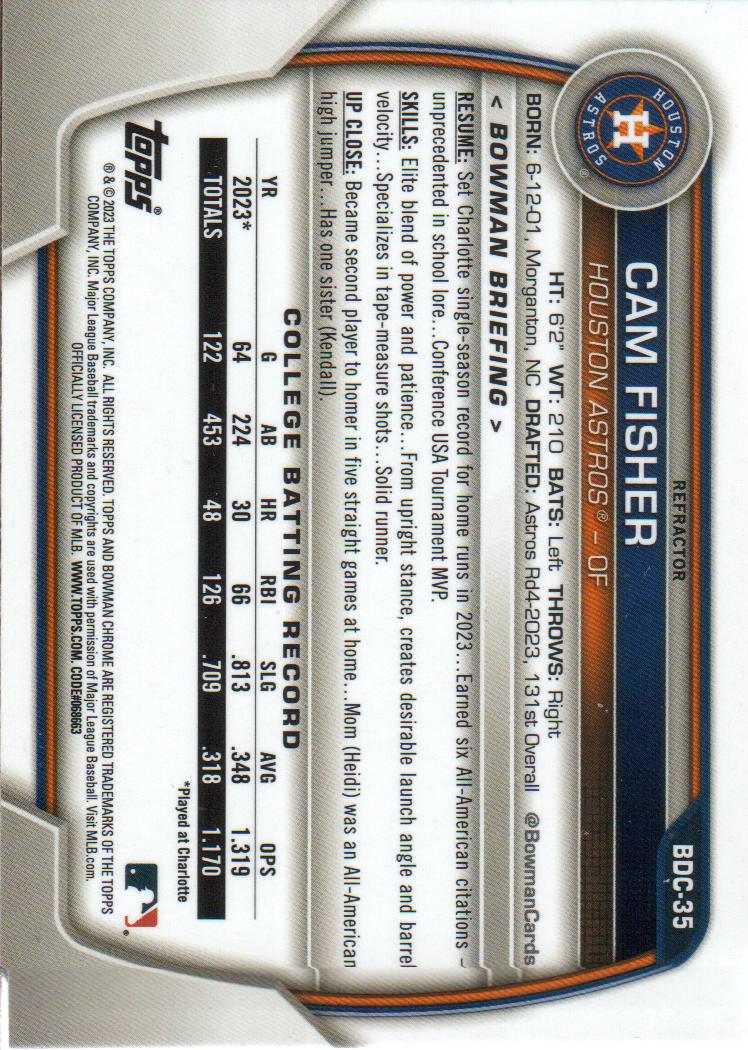 REFRACTOR
BDC-35
HOUSTON ASTROS
H
®
CAM FISHER
HOUSTON ASTROS® – OF
HT: 6'2" WT: 210 BATS: Left THROWS: Right
BORN: 6-12-01, Morganton, NC DRAFTED: Astros Rd4-2023, 131st Overall @BowmanCards
< BOWMAN BRIEFING >
RESUME: Set Charlotte single-season record for home runs in 2023...Earned six All-American citations –
unprecedented in school lore...Conference USA Tournament MVP.
SKILLS: Elite blend of power and patience...From upright stance, creates desirable launch angle and barrel
velocity...Specializes in tape-measure shots...Solid runner.
UP CLOSE: Became second player to homer in five straight games at home...Mom (Heidi) was an All-American
high jumper...Has one sister (Kendall).
COLLEGE BATTING RECORD
YR G AB HR RBI SLG AVG OPS
2023* 64 224 30 66 .813 .348 1.319
TOTALS 122 453 48 126 .709 .318 1.170
*Played at Charlotte
topps®
® & © 2023 THE TOPPS COMPANY, INC. ALL RIGHTS RESERVED. TOPPS AND BOWMAN CHROME ARE REGISTERED TRADEMARKS OF THE TOPPS
COMPANY, INC. Major League Baseball trademarks and copyrights are used with permission of Major League Baseball. Visit MLB.com.
OFFICIALLY LICENSED PRODUCT OF MLB. WWW.TOPPS.COM. CODE#068663